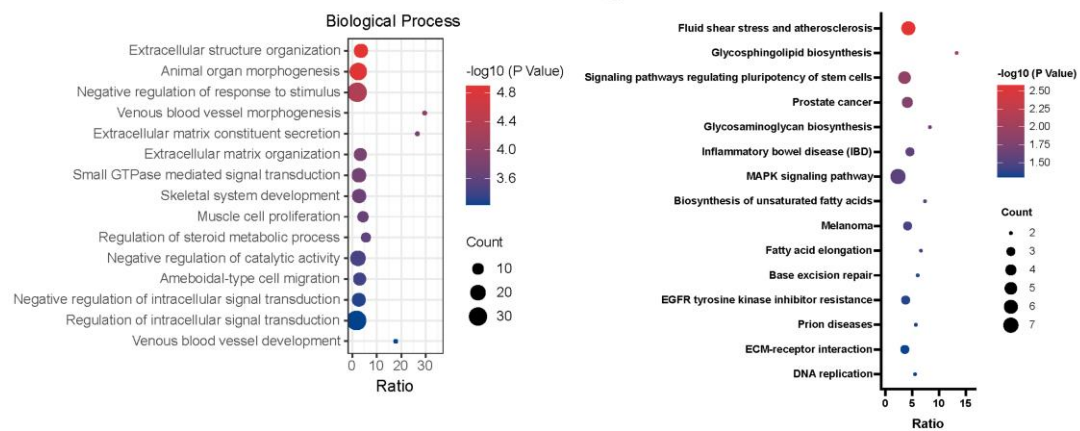 Biological Process
Extracellular structure organization
Animal organ morphogenesis
Negative regulation of response to stimulus
Venous blood vessel morphogenesis
Extracellular matrix constituent secretion
Extracellular matrix organization
Small GTPase mediated signal transduction
Skeletal system development
Muscle cell proliferation
Regulation of steroid metabolic process
Negative regulation of catalytic activity
Ameboidal-type cell migration
Negative regulation of intracellular signal transduction
Regulation of intracellular signal transduction
Venous blood vessel development
0 10 20 30
Ratio
-log10 (P Value)
4.8
4.4
4.0
3.6
Count
10
20
30
Fluid shear stress and atherosclerosis
Glycosphingolipid biosynthesis
Signaling pathways regulating pluripotency of stem cells
Prostate cancer
Glycosaminoglycan biosynthesis
Inflammatory bowel disease (IBD)
MAPK signaling pathway
Biosynthesis of unsaturated fatty acids
Melanoma
Fatty acid elongation
Base excision repair
EGFR tyrosine kinase inhibitor resistance
Prion diseases
ECM-receptor interaction
DNA replication
0 5 10 15
Ratio
-log10 (P Value)
2.50
2.25
2.00
1.75
1.50
Count
2
3
4
5
6
7